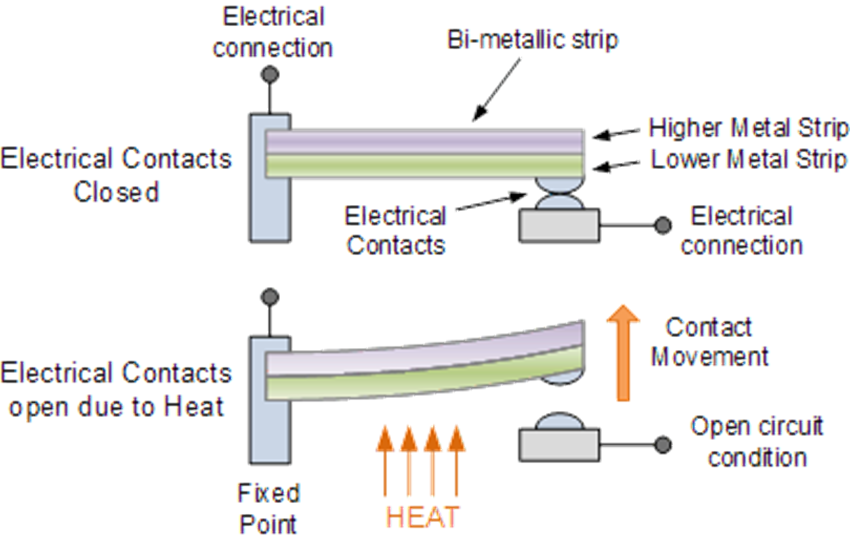 Electrical
connection
Bi-metallic strip
Higher Metal Strip
Lower Metal Strip
Electrical Contacts
Closed
Electrical
Contacts
Electrical
connection
Contact
Movement
Electrical Contacts
open due to Heat
Open circuit
condition
Fixed
Point
HEAT